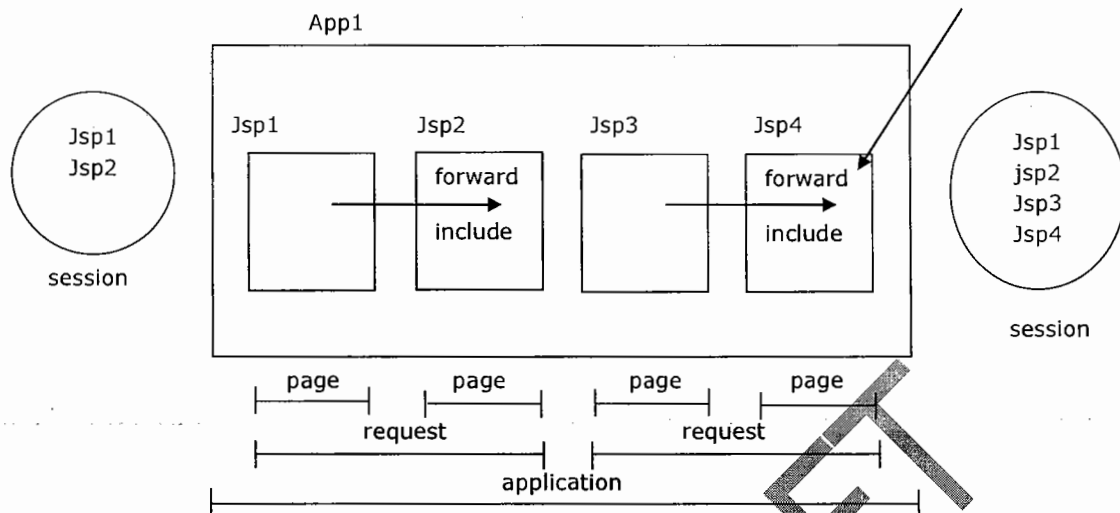 App1
Jsp1
Jsp2
session
Jsp1
Jsp2
Jsp3
Jsp4
forward
include
forward
include
Jsp1
jsp2
Jsp3
Jsp4
session
page
page
page
page
request
request
application